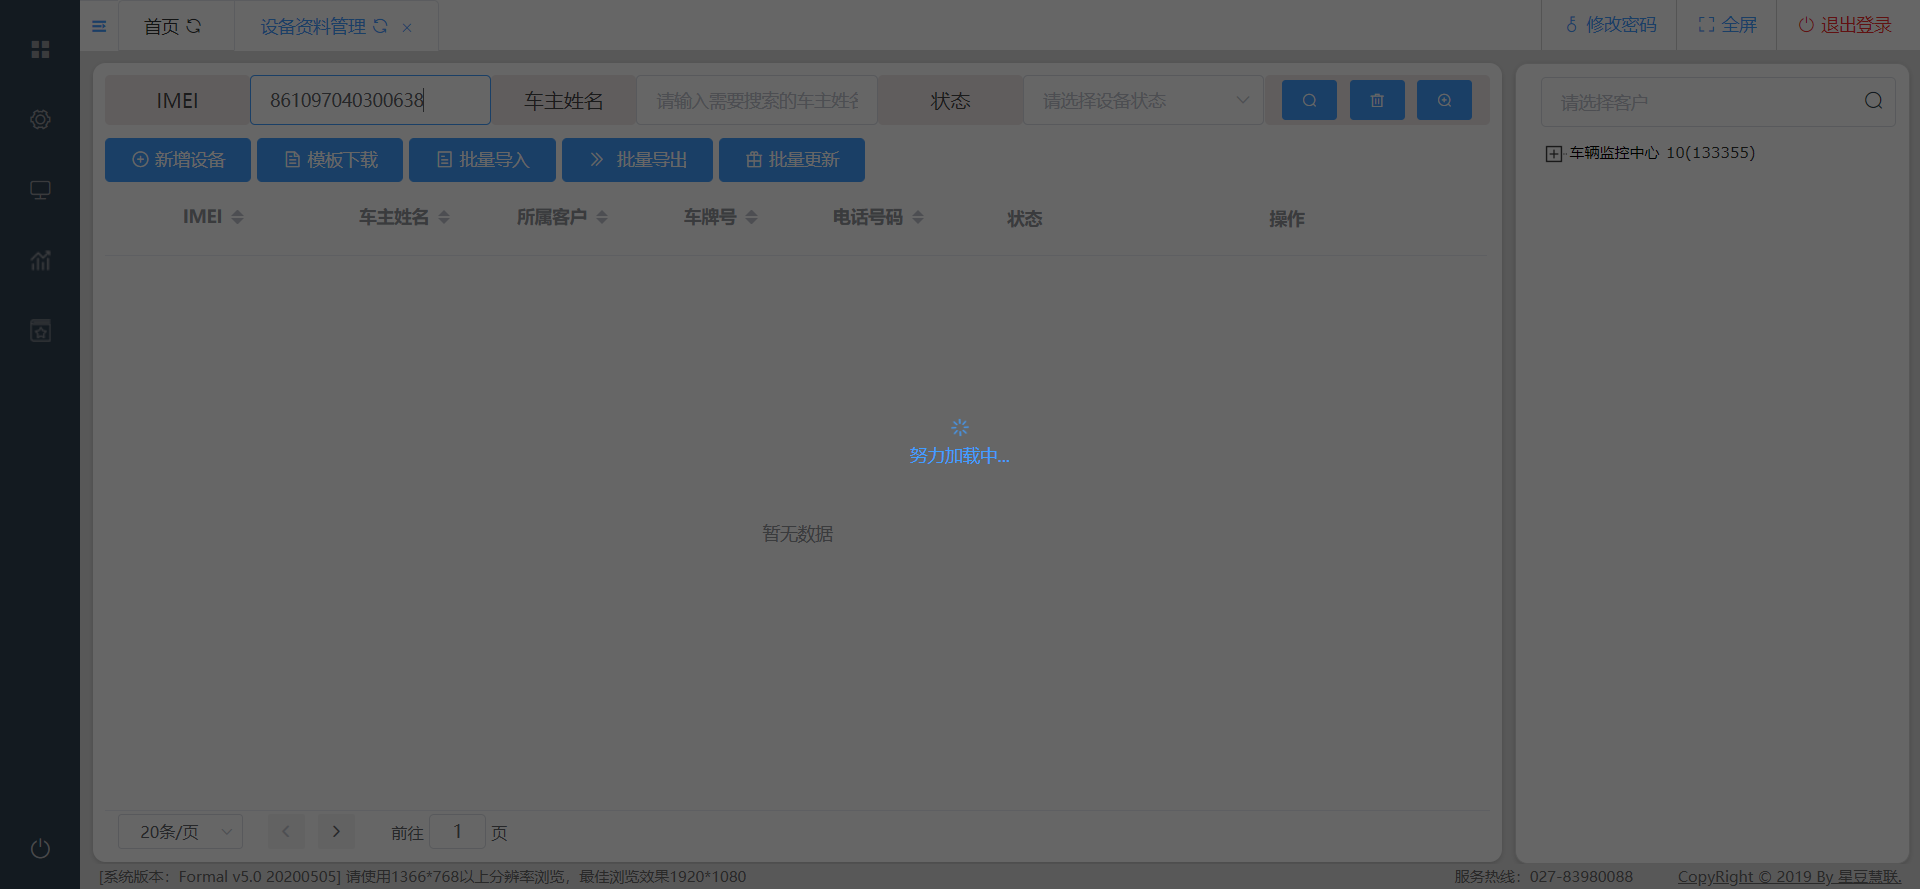 首页
设备资料管理
修改密码
全屏
退出登录
IMEI 861097040300638 车主姓名 请输入需要搜索的车主姓名 状态 请选择设备状态
请选择客户
新增设备 模板下载 批量导入 批量导出 批量更新
车辆监控中心 10(133355)
IMEI 车主姓名 所属客户 车牌号 电话号码 状态 操作
努力加载中...
暂无数据
20条/页 前往 1 页
[系统版本：Formal v5.0 20200505] 请使用1366*768以上分辨率浏览，最佳浏览效果1920*1080
服务热线：027-83980088
CopyRight © 2019 By 星豆慧联.